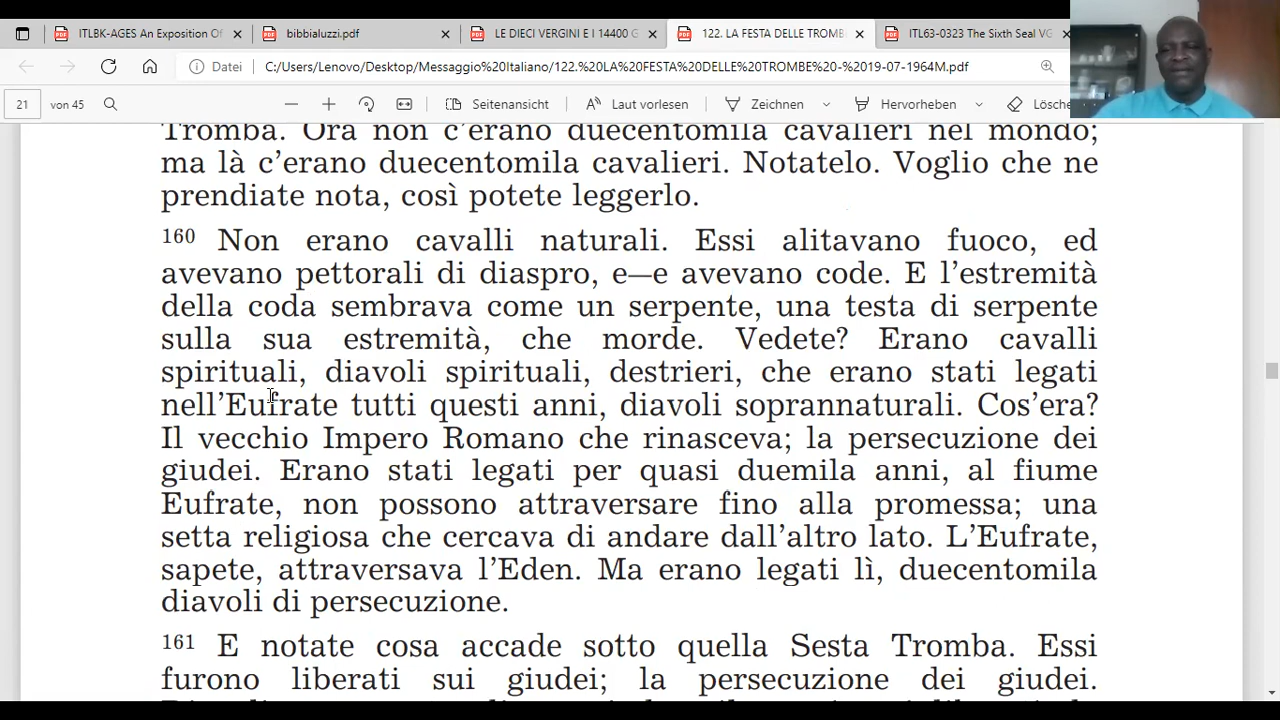 ITLBK-AGES An Exposition Of
bibbialuzzi.pdf
LE DIECI VERGINI E I 14400 G
122. LA FESTA DELLE TROMB
ITL63-0323 The Sixth Seal VG
Datei C:/Users/Lenovo/Desktop/Messaggio%20Italiano/122.%20LA%20FESTA%20DELLE%20TROMBE%20-%2019-07-1964M.pdf
21 von 45 Seitenansicht Laut vorlesen Zeichnen Hervorheben Lösche
Tromba. Ora non c’erano duecentomila cavalieri nel mondo;
ma là c’erano duecentomila cavalieri. Notatelo. Voglio che ne
prendiate nota, così potete leggerlo.
160 Non erano cavalli naturali. Essi alitavano fuoco, ed
avevano pettorali di diaspro, e—e avevano code. E l’estremità
della coda sembrava come un serpente, una testa di serpente
sulla sua estremità, che morde. Vedete? Erano cavalli
spirituali, diavoli spirituali, destrieri, che erano stati legati
nell’Eufrate tutti questi anni, diavoli soprannaturali. Cos’era?
Il vecchio Impero Romano che rinasceva; la persecuzione dei
giudei. Erano stati legati per quasi duemila anni, al fiume
Eufrate, non possono attraversare fino alla promessa; una
setta religiosa che cercava di andare dall’altro lato. L’Eufrate,
sapete, attraversava l’Eden. Ma erano legati lì, duecentomila
diavoli di persecuzione.
161 E notate cosa accade sotto quella Sesta Tromba. Essi
furono liberati sui giudei; la persecuzione dei giudei.